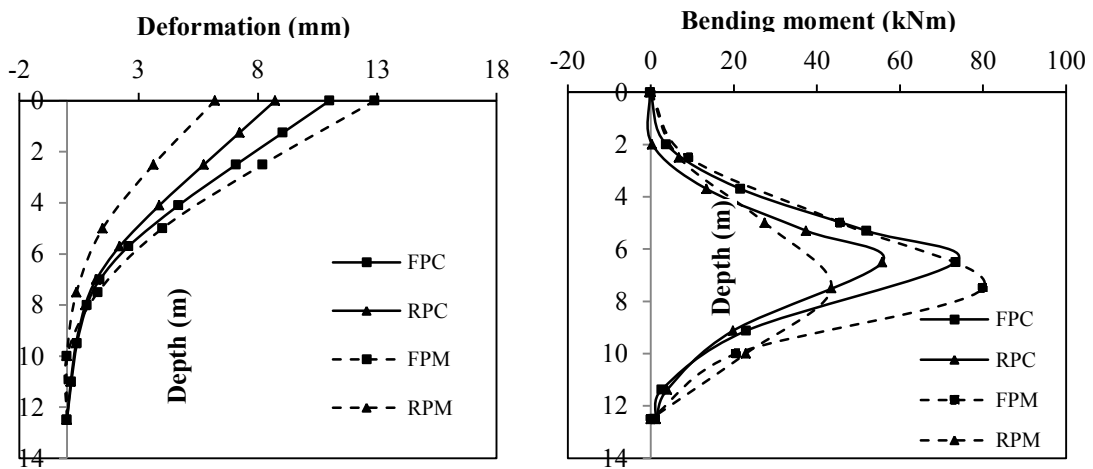 Deformation (mm)
-2 3 8 13 18
0
2
4
6
8
10
12
14
Depth (m)
FPC
RPC
FPM
RPM
Bending moment (kNm)
-20 0 20 40 60 80 100
0
2
4
6
8
10
12
14
Depth (m)
FPC
RPC
FPM
RPM